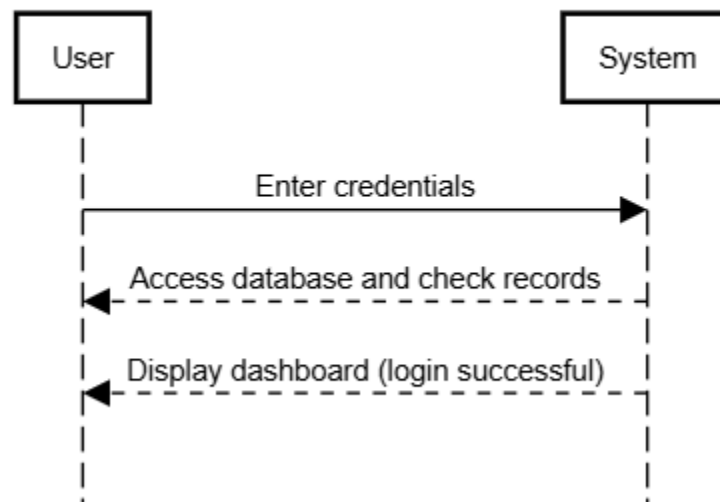 User
System
Enter credentials
Access database and check records
Display dashboard (login successful)